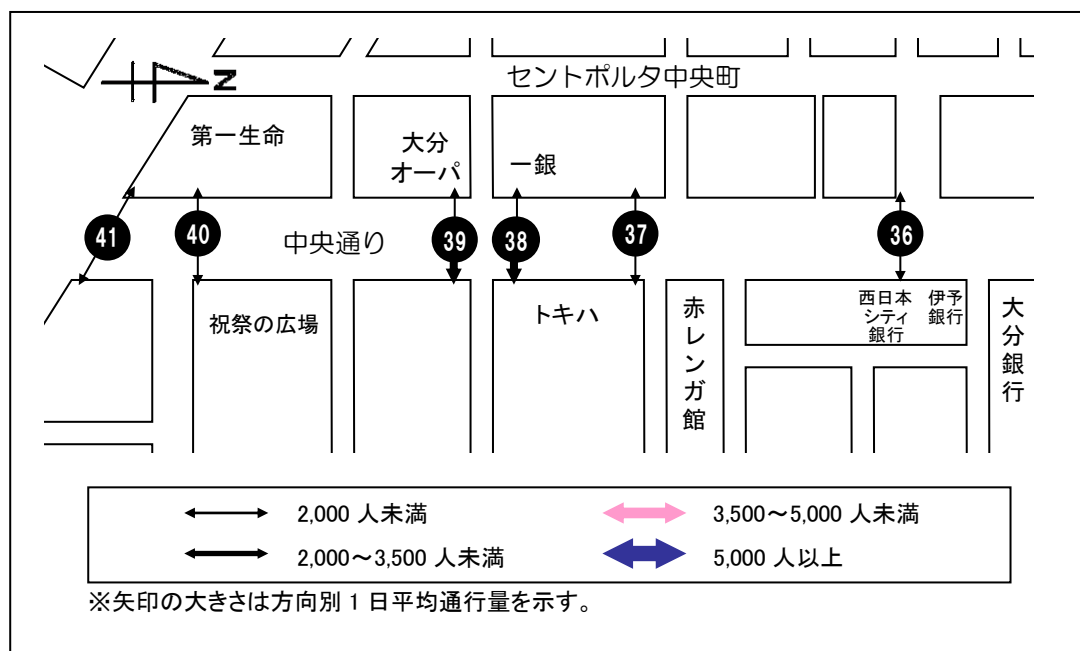 N
セントポルタ中央町
第一生命
大分
オーパ
一銀
41
40
中央通り
39
38
37
36
祝祭の広場
トキハ
赤レンガ館
西日本
シティ
銀行
伊予
銀行
大分銀行
2,000 人未満
3,500～5,000 人未満
2,000～3,500 人未満
5,000 人以上
※矢印の大きさは方向別 1 日平均通行量を示す。